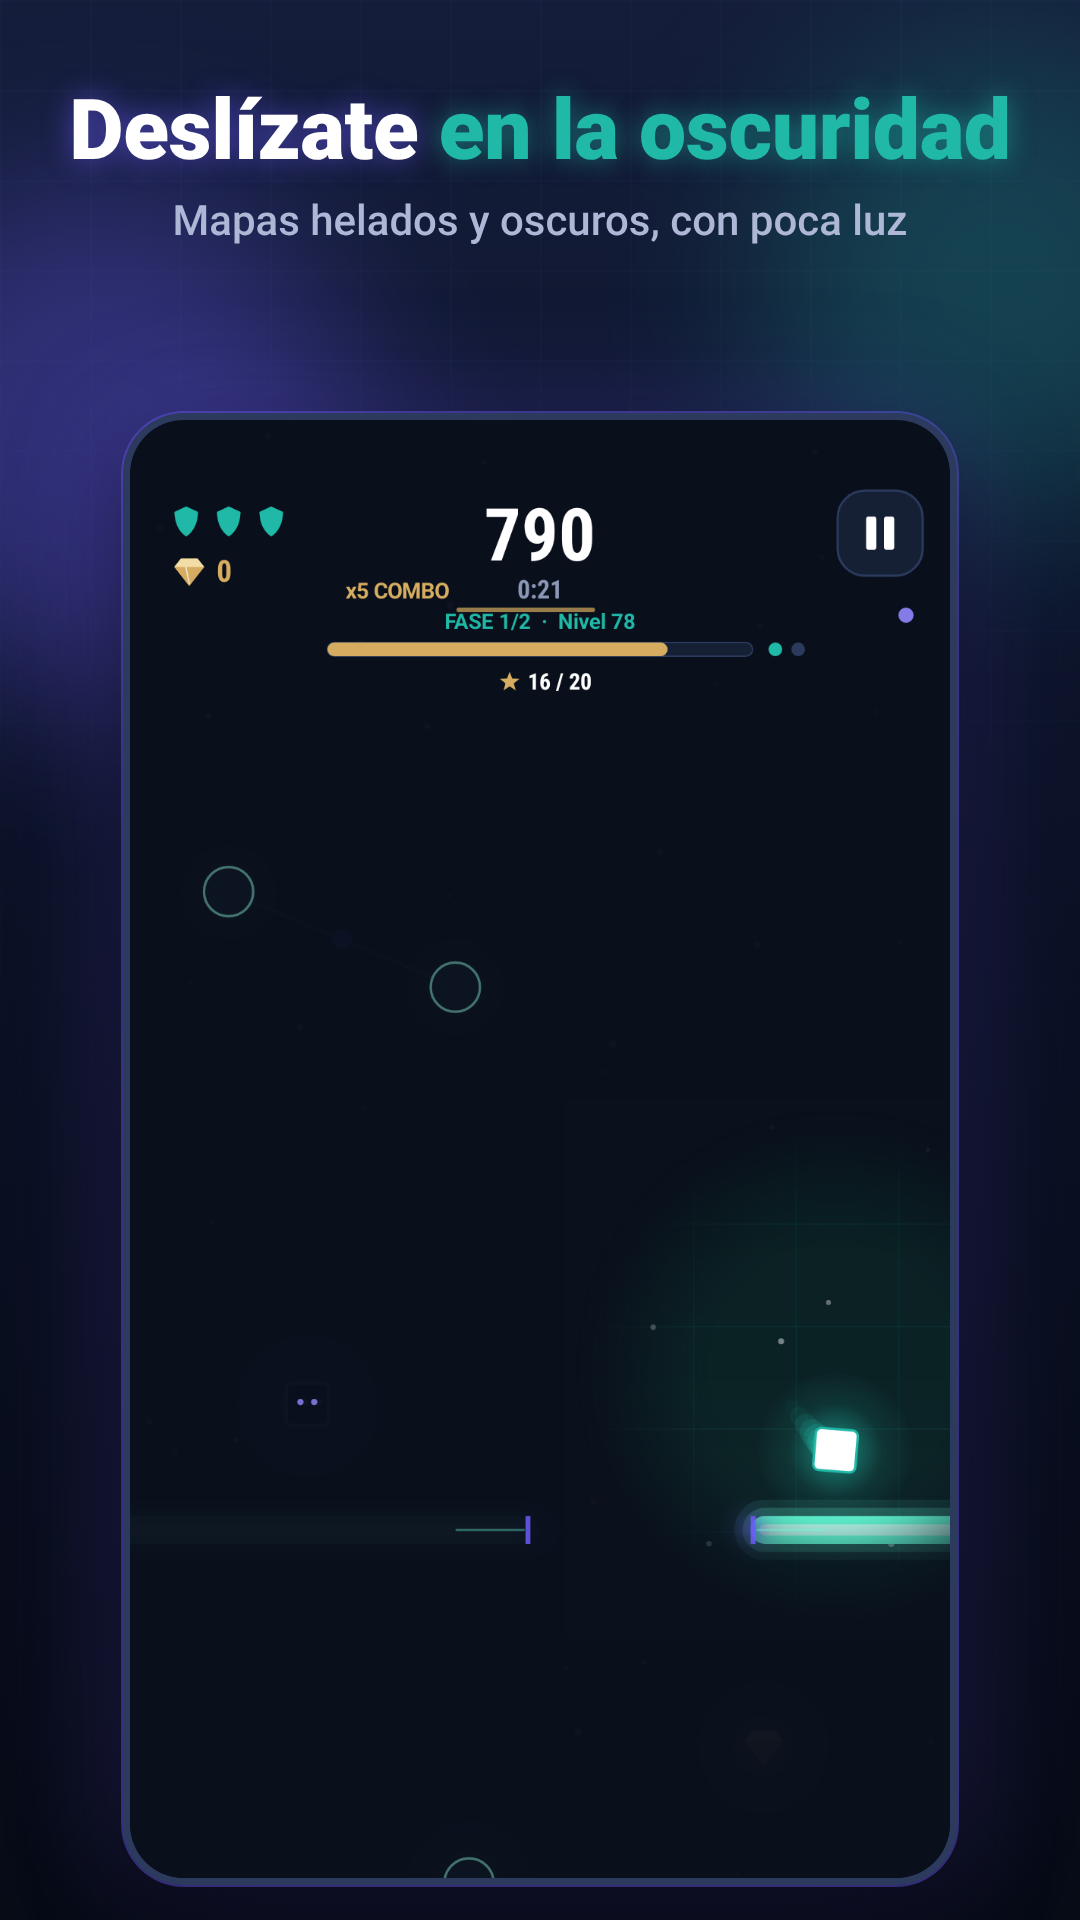 Deslízate en la oscuridad
Mapas helados y oscuros, con poca luz
790
0
x5 COMBO
0:21
FASE 1/2 · Nivel 78
16 / 20